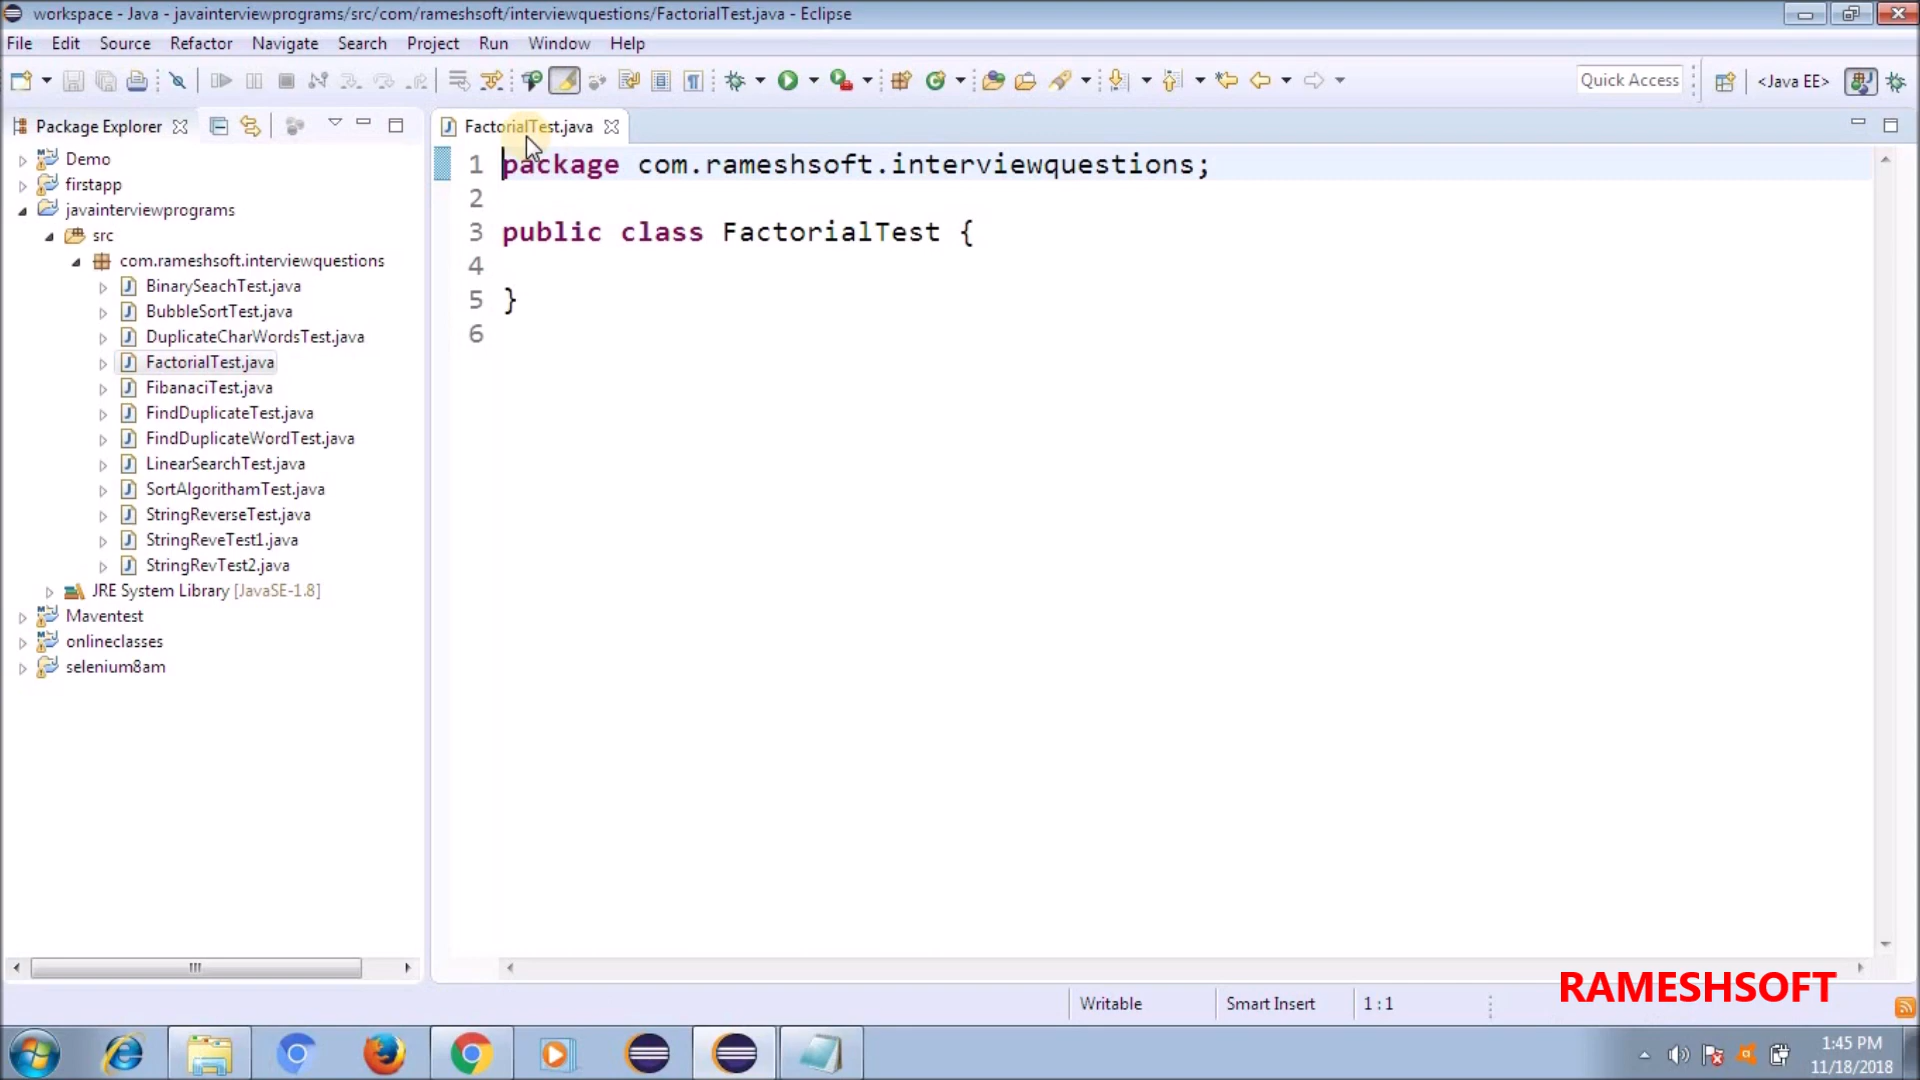 workspace - Java - javainterviewprograms/src/com/rameshsoft/interviewquestions/FactorialTest.java - Eclipse
File Edit Source Refactor Navigate Search Project Run Window Help
Quick Access
<Java EE>
Package Explorer
FactorialTest.java
Demo
firstapp
javainterviewprograms
src
com.rameshsoft.interviewquestions
BinarySeachTest.java
BubbleSortTest.java
DuplicateCharWordsTest.java
FactorialTest.java
FibanaciTest.java
FindDuplicateTest.java
FindDuplicateWordTest.java
LinearSearchTest.java
SortAlgorithamTest.java
StringReverseTest.java
StringReveTest1.java
StringRevTest2.java
JRE System Library [JavaSE-1.8]
Maventest
onlineclasses
selenium8am
1 package com.rameshsoft.interviewquestions;
2
3 public class FactorialTest {
4
5 }
6
Writable
Smart Insert
1 : 1
RAMESHSOFT
1:45 PM
11/18/2018